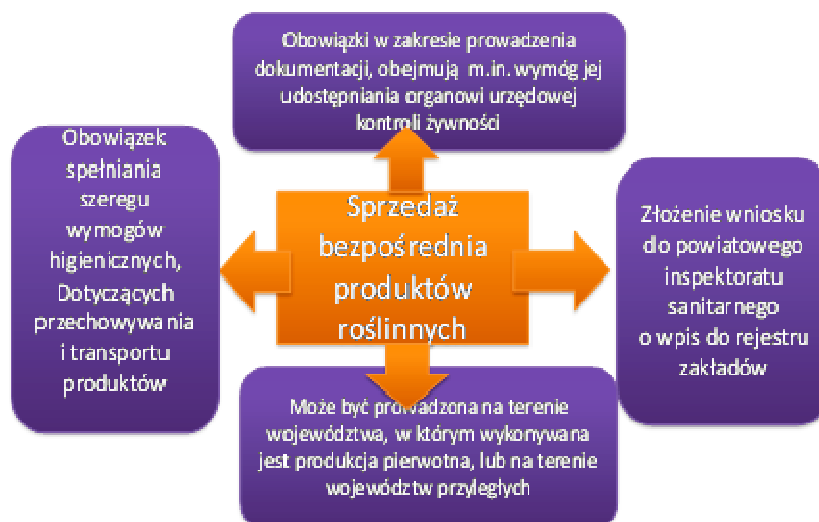 Obowiązki w zakresie prowadzenia
dokumentacji, obejmują m.in. wymóg jej
udostępniania organowi urzędowej
kontroli żywności
Obowiązek
spełniania
szeregu
wymogów
higienicznych,
Dotyczących
przechowywania
i transportu
produktów
Sprzedaż
bezpośrednia
produktów
roślinnych
Złożenie wniosku
do powiatowego
inspektoratu
sanitarnego
o wpis do rejestru
zakładów
Może być prowadzona na terenie
województwa, w którym wykonywana
jest produkcja pierwotna, lub na terenie
województw przyległych